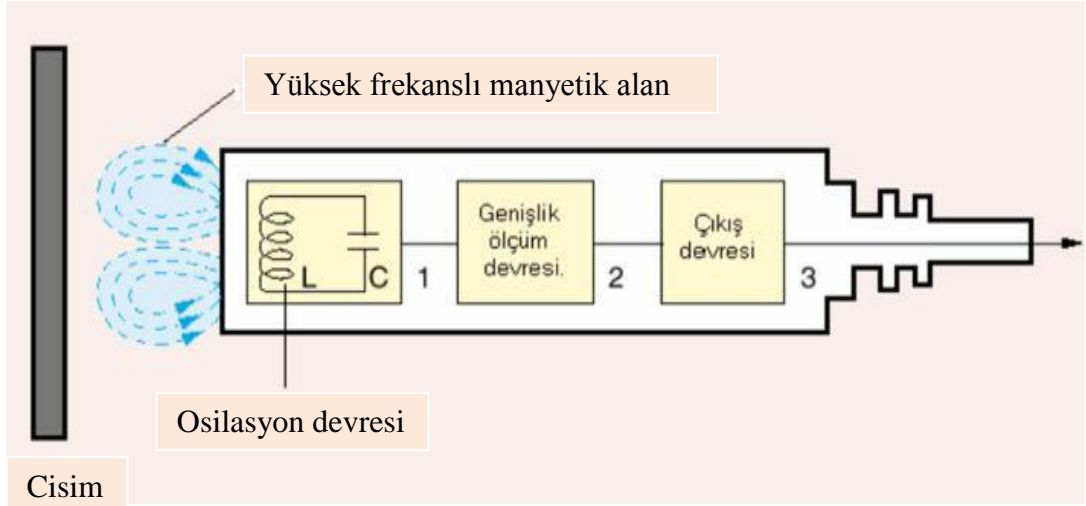 Yüksek frekanslı manyetik alan
L C 1
Genişlik
ölçüm
devresi.
2
Çıkış
devresi
3
Osilasyon devresi
Cisim